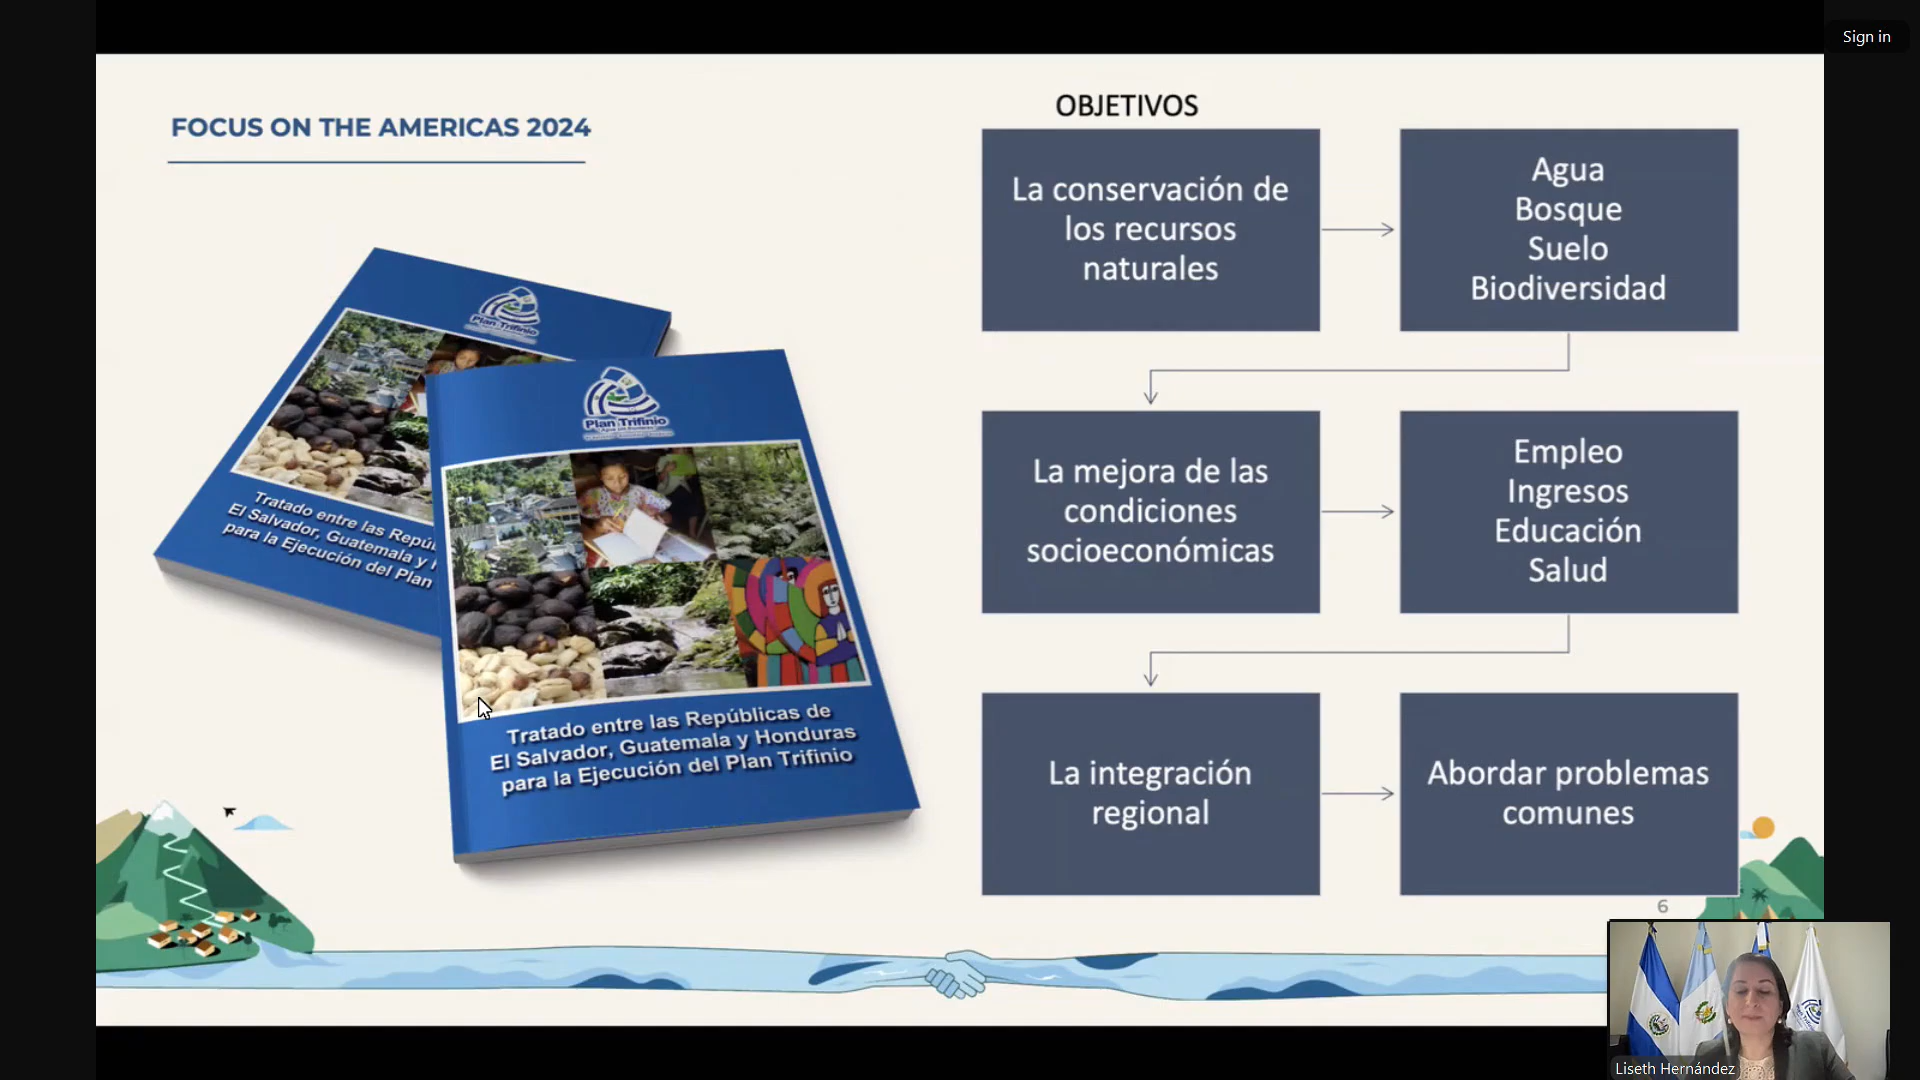 Sign in
FOCUS ON THE AMERICAS 2024
OBJETIVOS
La conservación de
los recursos
naturales
Agua
Bosque
Suelo
Biodiversidad
La mejora de las
condiciones
socioeconómicas
Empleo
Ingresos
Educación
Salud
La integración
regional
Abordar problemas
comunes
Plan Trifinio
Tratado entre las Repú
El Salvador, Guatemala y
para la Ejecución del Plan
Plan Trifinio
"Agua sin fronteras"
Tratado entre las Repúblicas de
El Salvador, Guatemala y Honduras
para la Ejecución del Plan Trifinio
6
Liseth Hernández